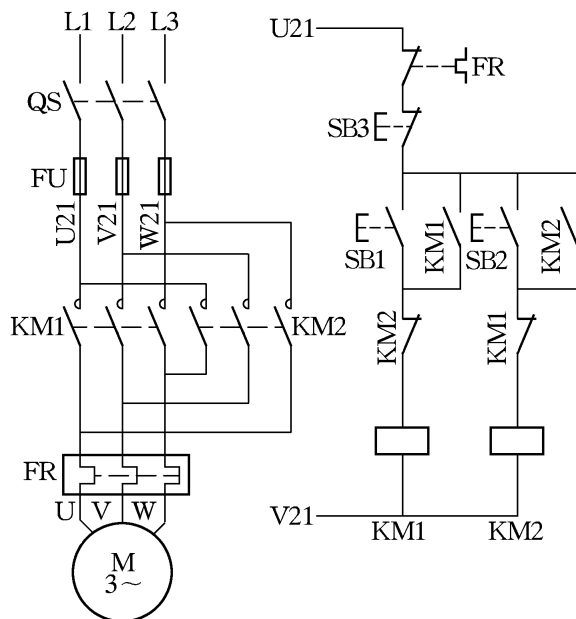 L1 L2 L3
QS
FU
U21
V21
W21
KM1
KM2
FR
U V W
M
3～
U21
FR
SB3
SB1
KM1
SB2
KM2
KM2
KM1
V21
KM1
KM2